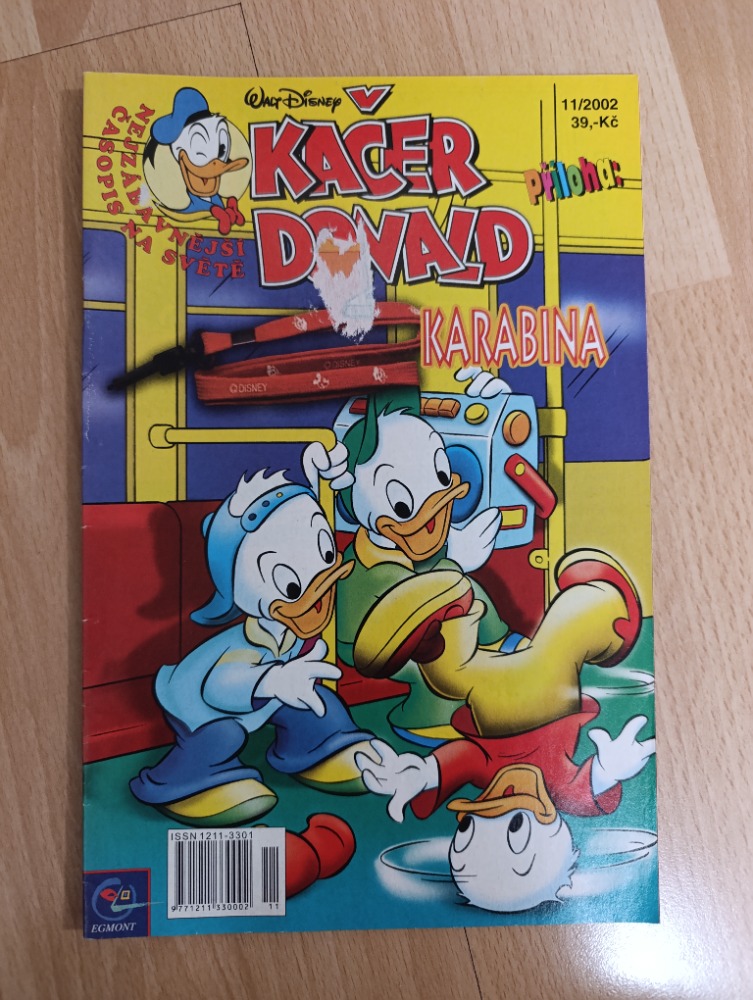 NEJZÁBAVNĚJŠÍ
ČASOPIS NA SVĚTĚ
WALT DISNEY
KAČER
DONALD
11/2002
39,-Kč
Příloha:
KARABINA
© DISNEY
© DISNEY
ISSN 1211-3301
9 771211 330002
11
EGMONT